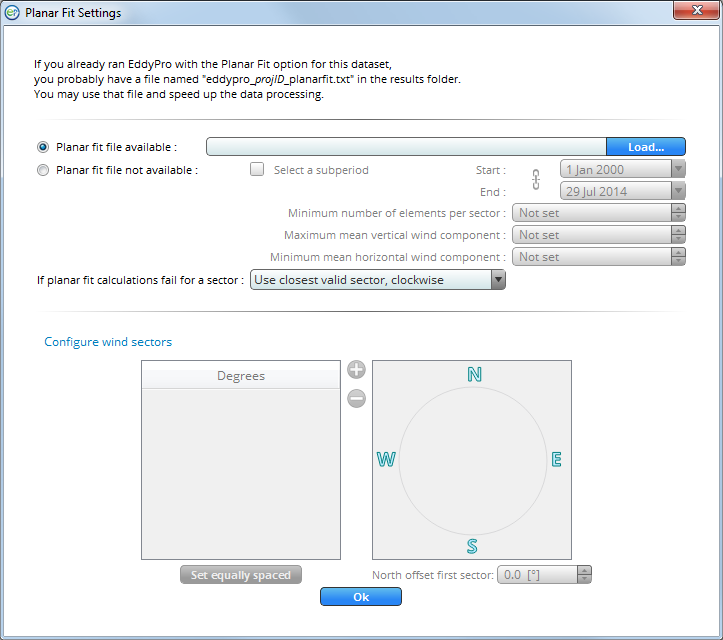 Planar Fit Settings
If you already ran EddyPro with the Planar Fit option for this dataset,
you probably have a file named "eddypro_projID_planarfit.txt" in the results folder.
You may use that file and speed up the data processing.
Planar fit file available : Load...
Planar fit file not available : Select a subperiod Start : 1 Jan 2000
End : 29 Jul 2014
Minimum number of elements per sector : Not set
Maximum mean vertical wind component : Not set
Minimum mean horizontal wind component : Not set
If planar fit calculations fail for a sector : Use closest valid sector, clockwise
Configure wind sectors
Degrees
N
W E
S
Set equally spaced North offset first sector: 0.0 [°]
Ok